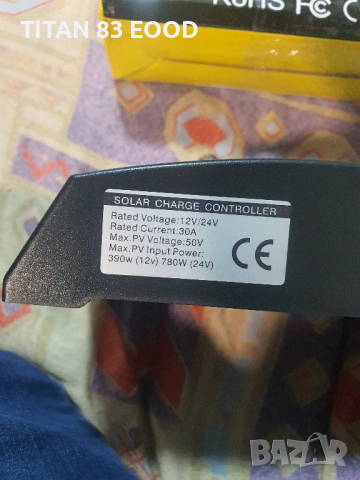 TITAN 83 EOOD
RoHS FC CE
SOLAR CHARGE CONTROLLER
Rated Voltage:12V/24V
Rated Current:30A
Max.PV Voltage:50V
Max.PV Input Power:
390w (12v) 780W (24V)
CE
BAZAR